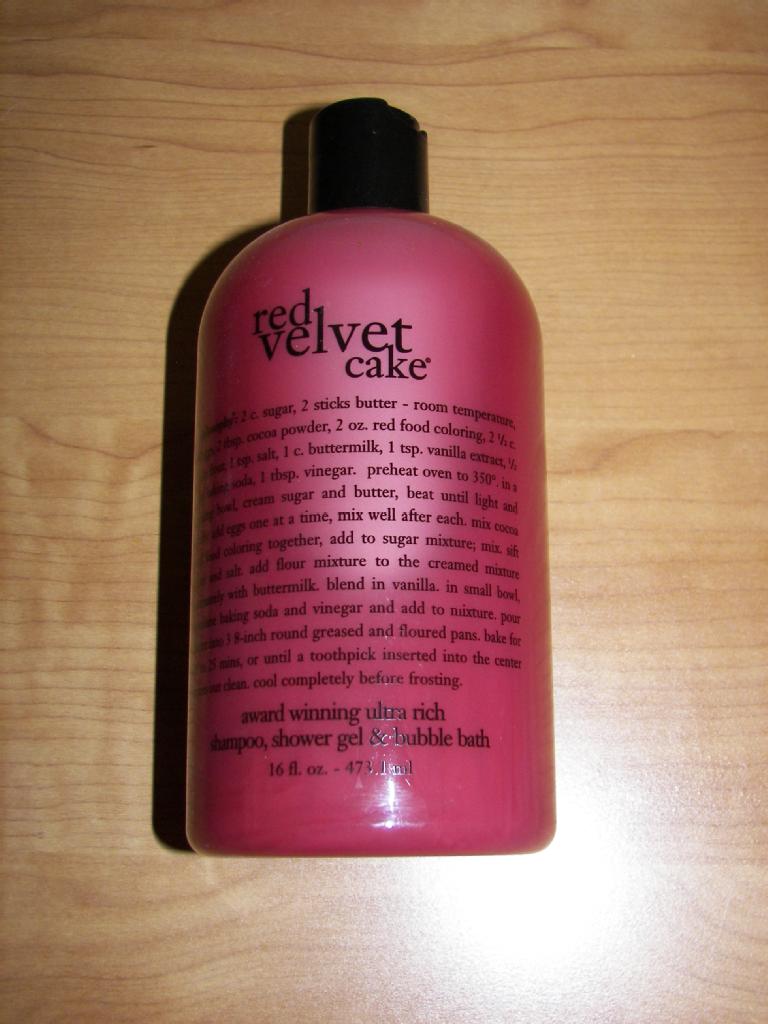 red
velvet
cake®
2 c. sugar, 2 sticks butter - room temperature,
2 tbsp. cocoa powder, 2 oz. red food coloring, 2 ½ c.
1 tsp. salt, 1 c. buttermilk, 1 tsp. vanilla extract, ½
soda, 1 tbsp. vinegar. preheat oven to 350°. in a
bowl, cream sugar and butter, beat until light and
add eggs one at a time, mix well after each. mix cocoa
coloring together, add to sugar mixture; mix. sift
and salt. add flour mixture to the creamed mixture
with buttermilk. blend in vanilla. in small bowl,
baking soda and vinegar and add to mixture. pour
into 3 8-inch round greased and floured pans. bake for
25 mins, or until a toothpick inserted into the center
out clean. cool completely before frosting.
award winning ultra rich
shampoo, shower gel & bubble bath
16 fl. oz. - 473.1 ml